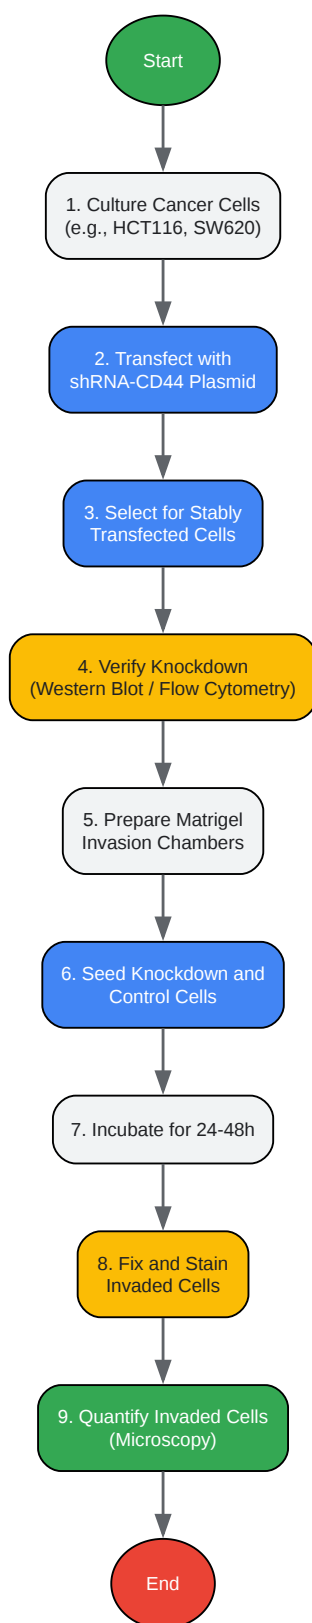 Start
1. Culture Cancer Cells
(e.g., HCT116, SW620)
2. Transfect with
shRNA-CD44 Plasmid
3. Select for Stably
Transfected Cells
4. Verify Knockdown
(Western Blot / Flow Cytometry)
5. Prepare Matrigel
Invasion Chambers
6. Seed Knockdown and
Control Cells
7. Incubate for 24-48h
8. Fix and Stain
Invaded Cells
9. Quantify Invaded Cells
(Microscopy)
End